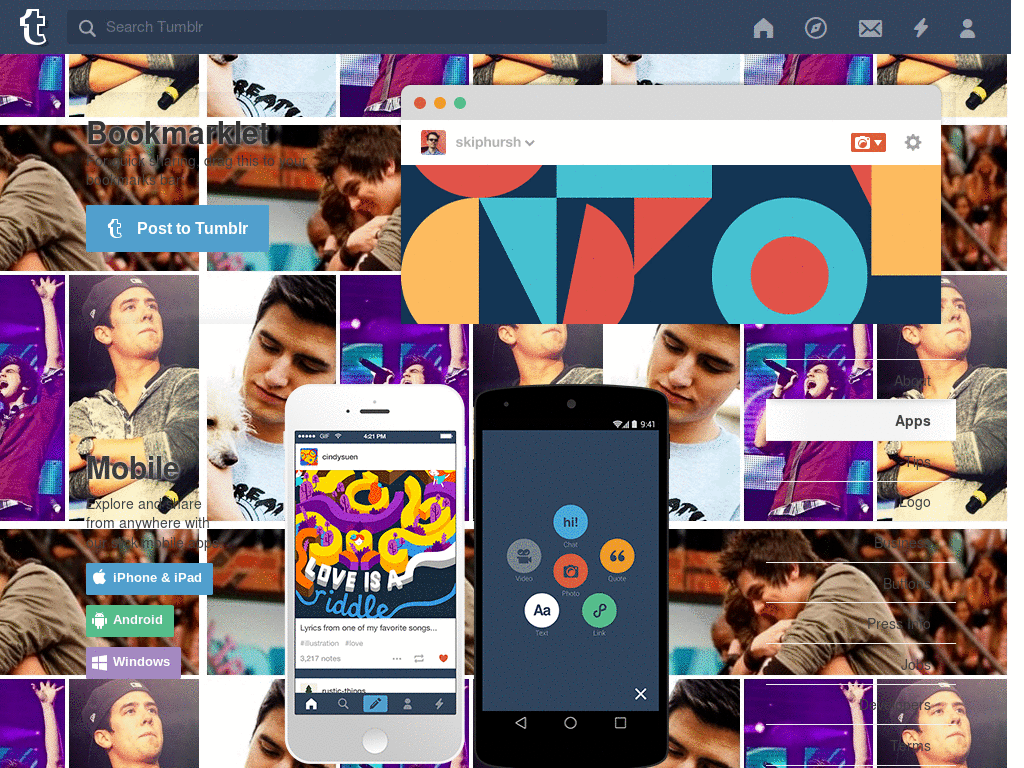 Search Tumblr
skiphursh
Bookmarklet
For quick sharing, drag this to your
bookmarks bar.
Post to Tumblr
About
Apps
Tips
Logo
Business
Buttons
Press Info
Jobs
Developers
Terms
Mobile
Explore and share
from anywhere with
our slick mobile apps.
iPhone & iPad
Android
Windows
GIF
4:21 PM
cindysuen
LOVE IS A
riddle
Lyrics from one of my favorite songs...
#illustration #love
3,217 notes
rustic-things
9:41
hi!
Chat
Video
Photo
Quote
Aa
Text
Link